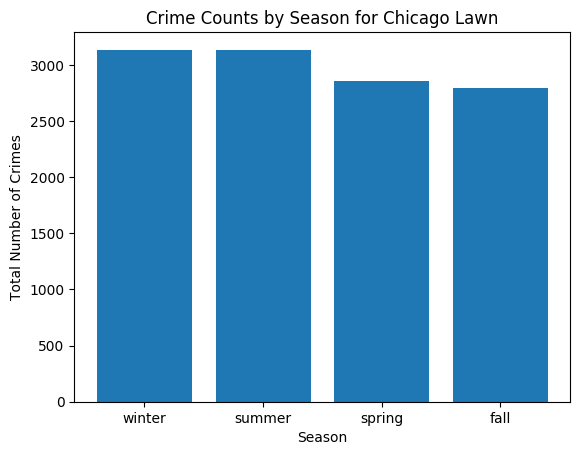 Crime Counts by Season for Chicago Lawn
Total Number of Crimes
3000
2500
2000
1500
1000
500
0
winter summer spring fall
Season